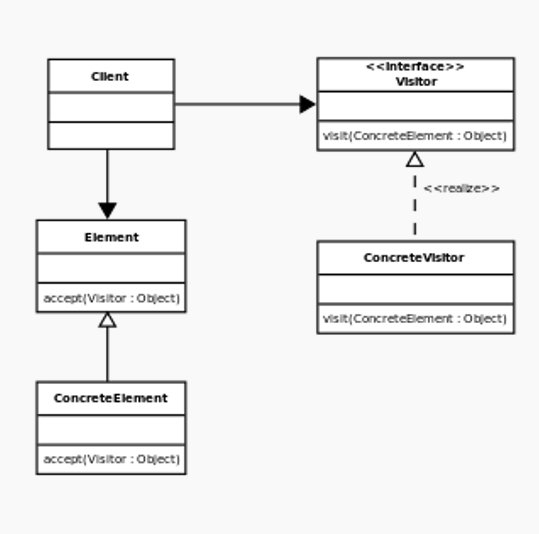 Client
<<Interface>>
Visitor
visit(ConcreteElement : Object)
<<realize>>
Element
accept(Visitor : Object)
ConcreteVisitor
visit(ConcreteElement : Object)
ConcreteElement
accept(Visitor : Object)